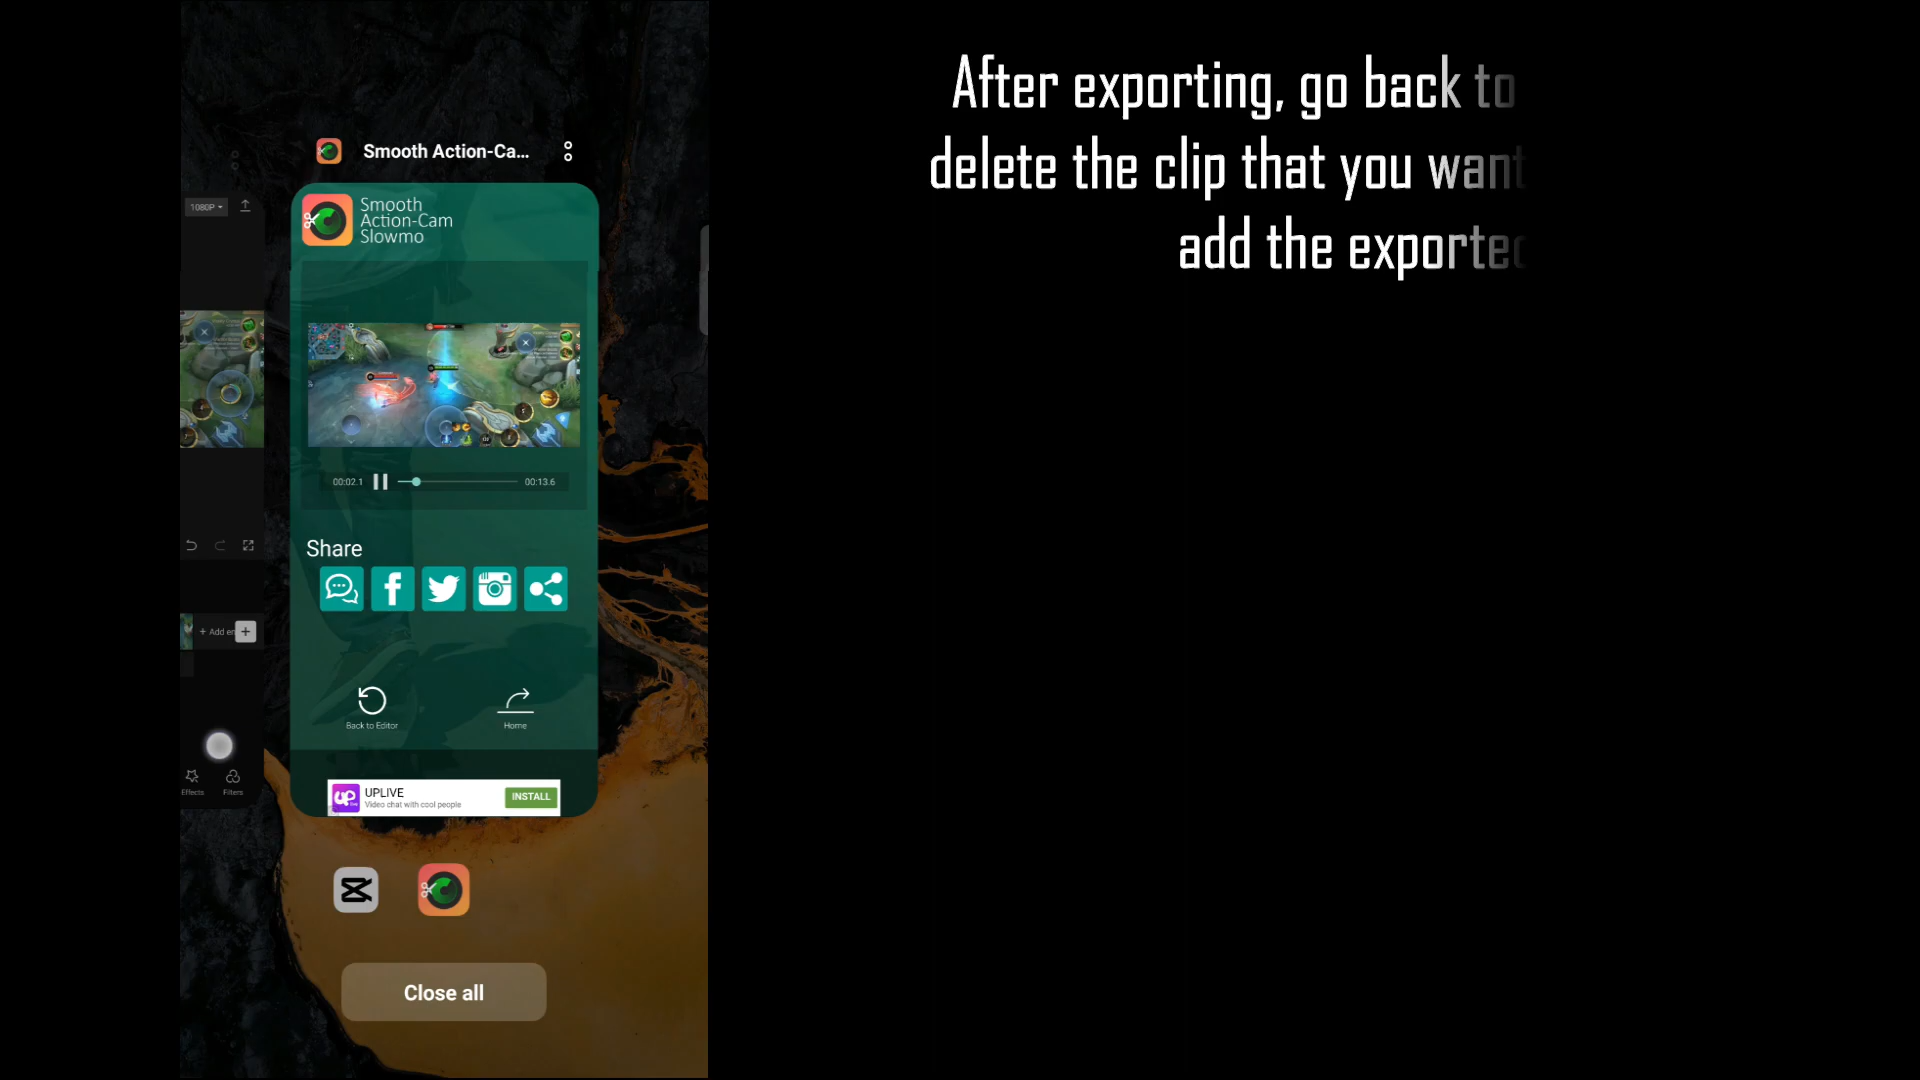 After exporting, go back to
delete the clip that you want
add the exported
Smooth Action-Ca...
1080P
Smooth
Action-Cam
Slowmo
00:02.1
00:13.6
Share
+ Add en
Back to Editor
Home
Effects
Filters
UPLIVE
Video chat with cool people
INSTALL
Close all